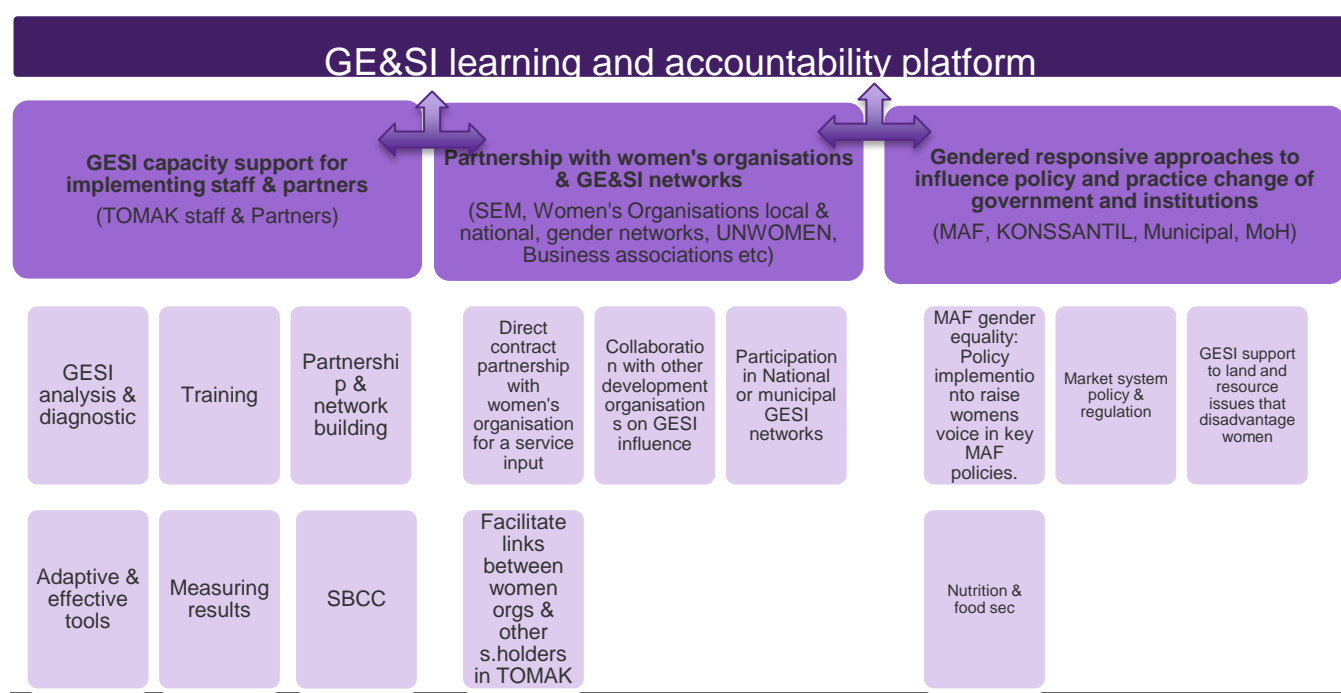 GE&SI learning and accountability platform
GESI capacity support for
implementing staff & partners
(TOMAK staff & Partners)
Partnership with women's organisations
& GE&SI networks
(SEM, Women's Organisations local &
national, gender networks, UNWOMEN,
Business associations etc)
Gendered responsive approaches to
influence policy and practice change of
government and institutions
(MAF, KONSSANTIL, Municipal, MoH)
GESI
analysis &
diagnostic
Training
Partnershi
p &
network
building
Direct
contract
partnership
with
women's
organisation
for a service
input
Collaboratio
n with other
development
organisation
s on GESI
influence
Participation
in National
or municipal
GESI
networks
MAF gender
equality:
Policy
implementio
nto raise
womens
voice in key
MAF
policies.
Market system
policy &
regulation
GESI support
to land and
resource
issues that
disadvantage
women
Adaptive &
effective
tools
Measuring
results
SBCC
Facilitate
links
between
women
orgs &
other
s.holders
in TOMAK
Nutrition &
food sec